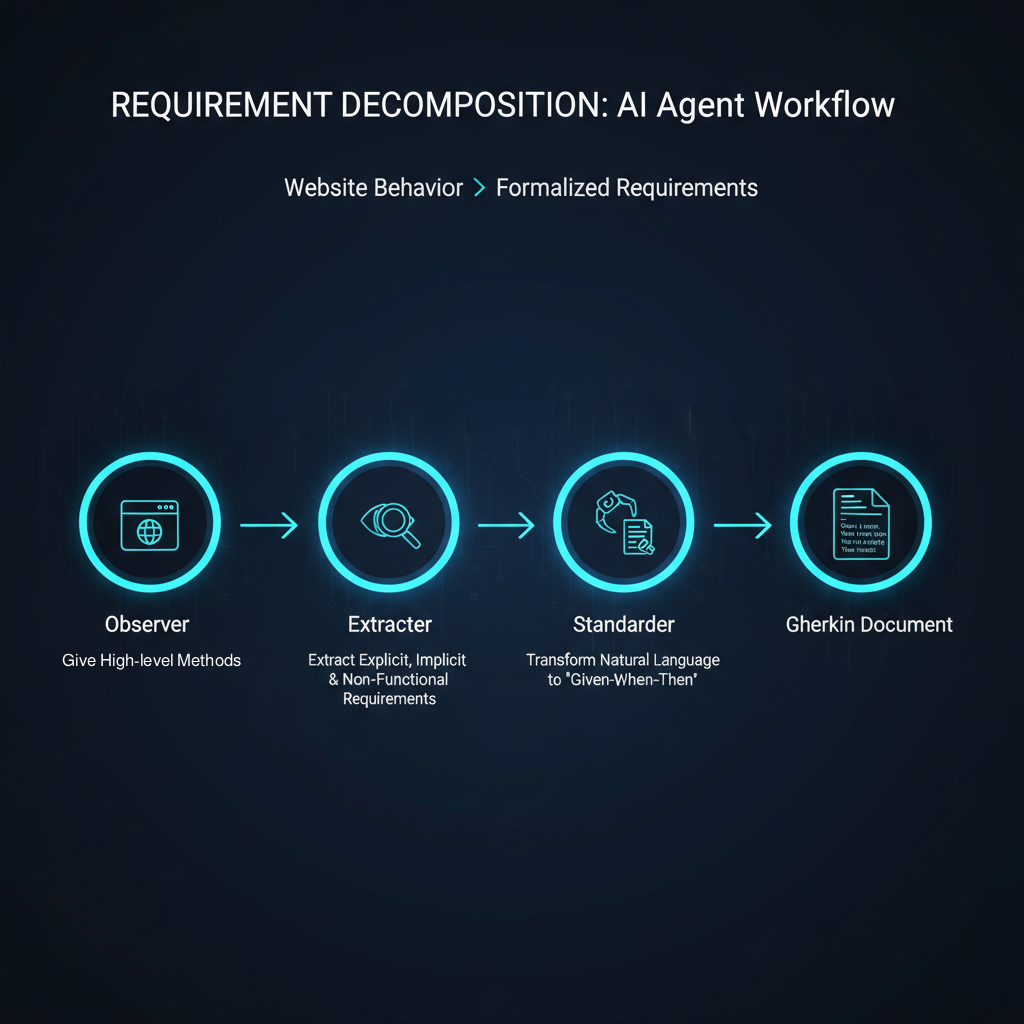 REQUIREMENT DECOMPOSITION: AI Agent Workflow
Website Behavior > Formalized Requirements
Observer
Give High-level Methods
Extracter
Extract Explicit, Implicit
& Non-Functional
Requirements
Standarder
Transform Natural Language
to "Given-When-Then"
Gherkin Document